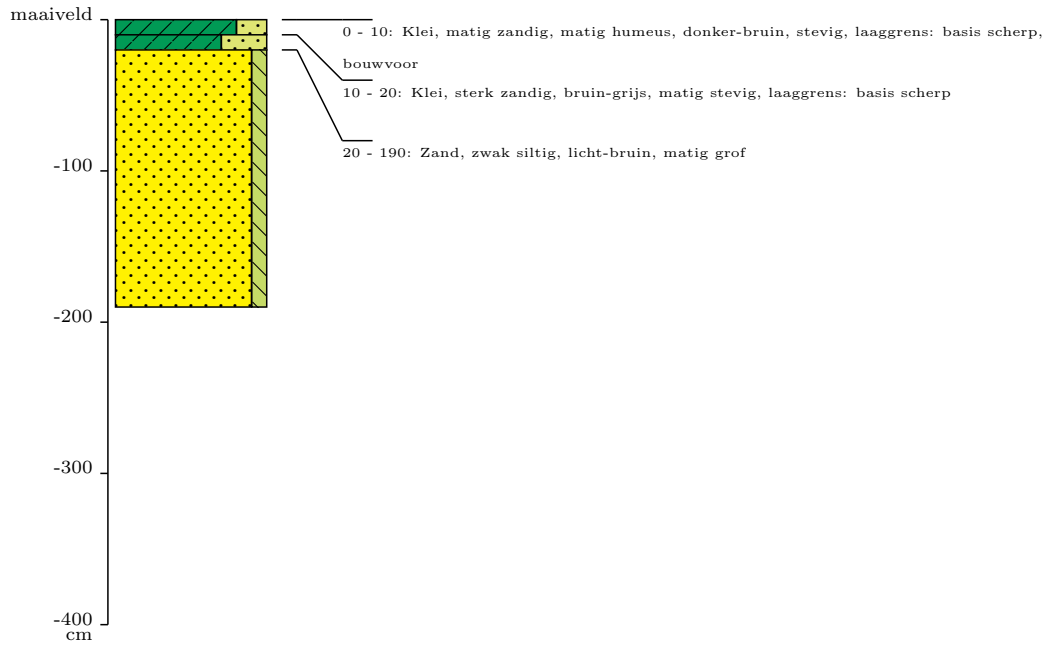 maaiveld
0 - 10: Klei, matig zandig, matig humeus, donker-bruin, stevig, laaggrens: basis scherp,
bouwvoor
10 - 20: Klei, sterk zandig, bruin-grijs, matig stevig, laaggrens: basis scherp
20 - 190: Zand, zwak siltig, licht-bruin, matig grof
-100
-200
-300
-400
cm